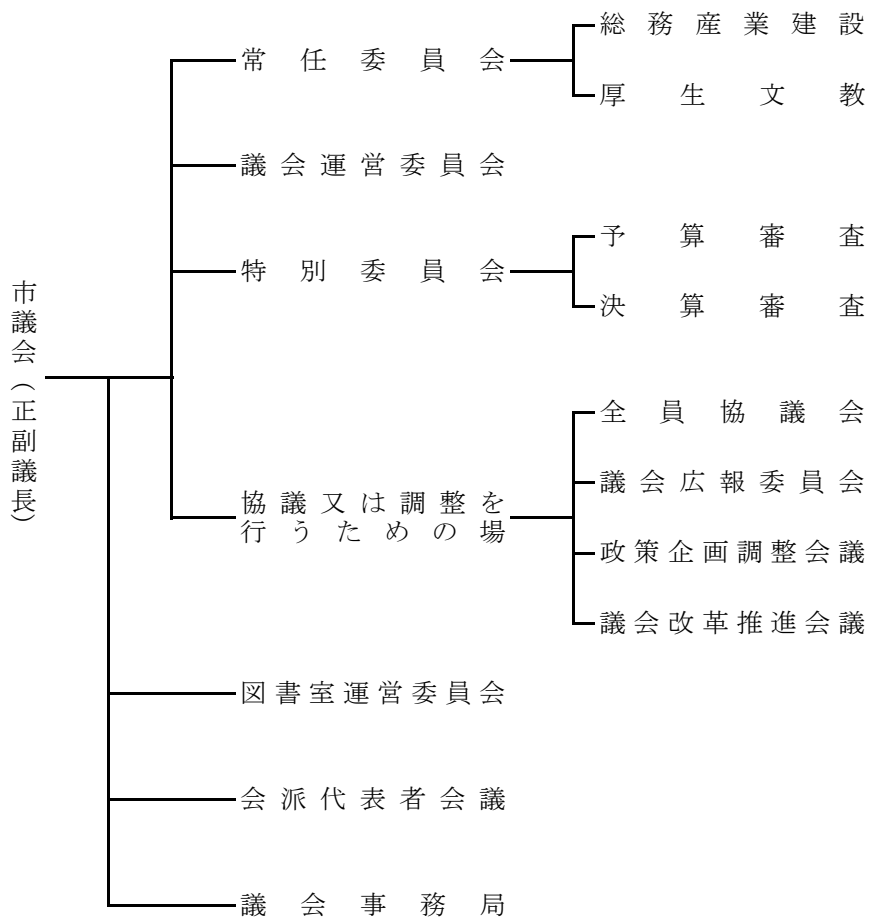 市議会（正副議長）
常任委員会
総務産業建設
厚生文教
議会運営委員会
特別委員会
予算審査
決算審査
協議又は調整を
行うための場
全員協議会
議会広報委員会
政策企画調整会議
議会改革推進会議
図書室運営委員会
会派代表者会議
議会事務局